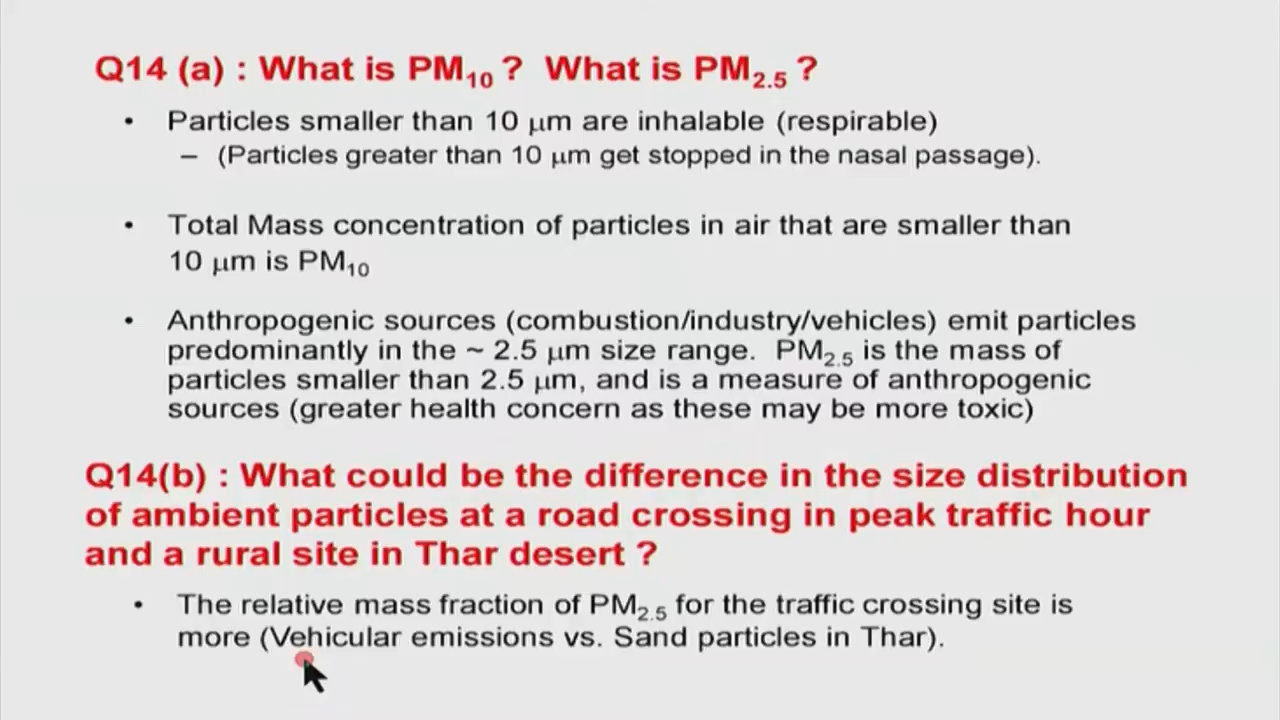 Q14 (a) : What is PM₁₀ ?  What is PM₂.₅ ?
• Particles smaller than 10 µm are inhalable (respirable)
– (Particles greater than 10 µm get stopped in the nasal passage).
• Total Mass concentration of particles in air that are smaller than
10 µm is PM₁₀
• Anthropogenic sources (combustion/industry/vehicles) emit particles
predominantly in the ~ 2.5 µm size range.  PM₂.₅ is the mass of
particles smaller than 2.5 µm, and is a measure of anthropogenic
sources (greater health concern as these may be more toxic)
Q14(b) : What could be the difference in the size distribution
of ambient particles at a road crossing in peak traffic hour
and a rural site in Thar desert ?
• The relative mass fraction of PM₂.₅ for the traffic crossing site is
more (Vehicular emissions vs. Sand particles in Thar).